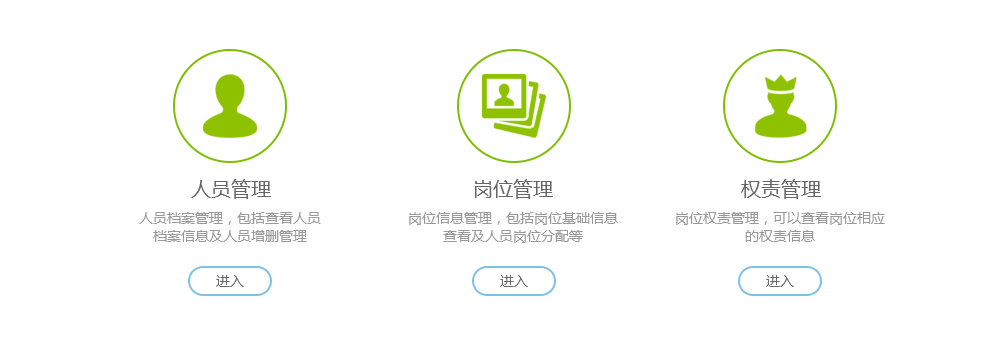 人员管理
岗位管理
权责管理
人员档案管理，包括查看人员
档案信息及人员增删管理
岗位信息管理，包括岗位基础信息
查看及人员岗位分配等
岗位权责管理，可以查看岗位相应
的权责信息
进入
进入
进入